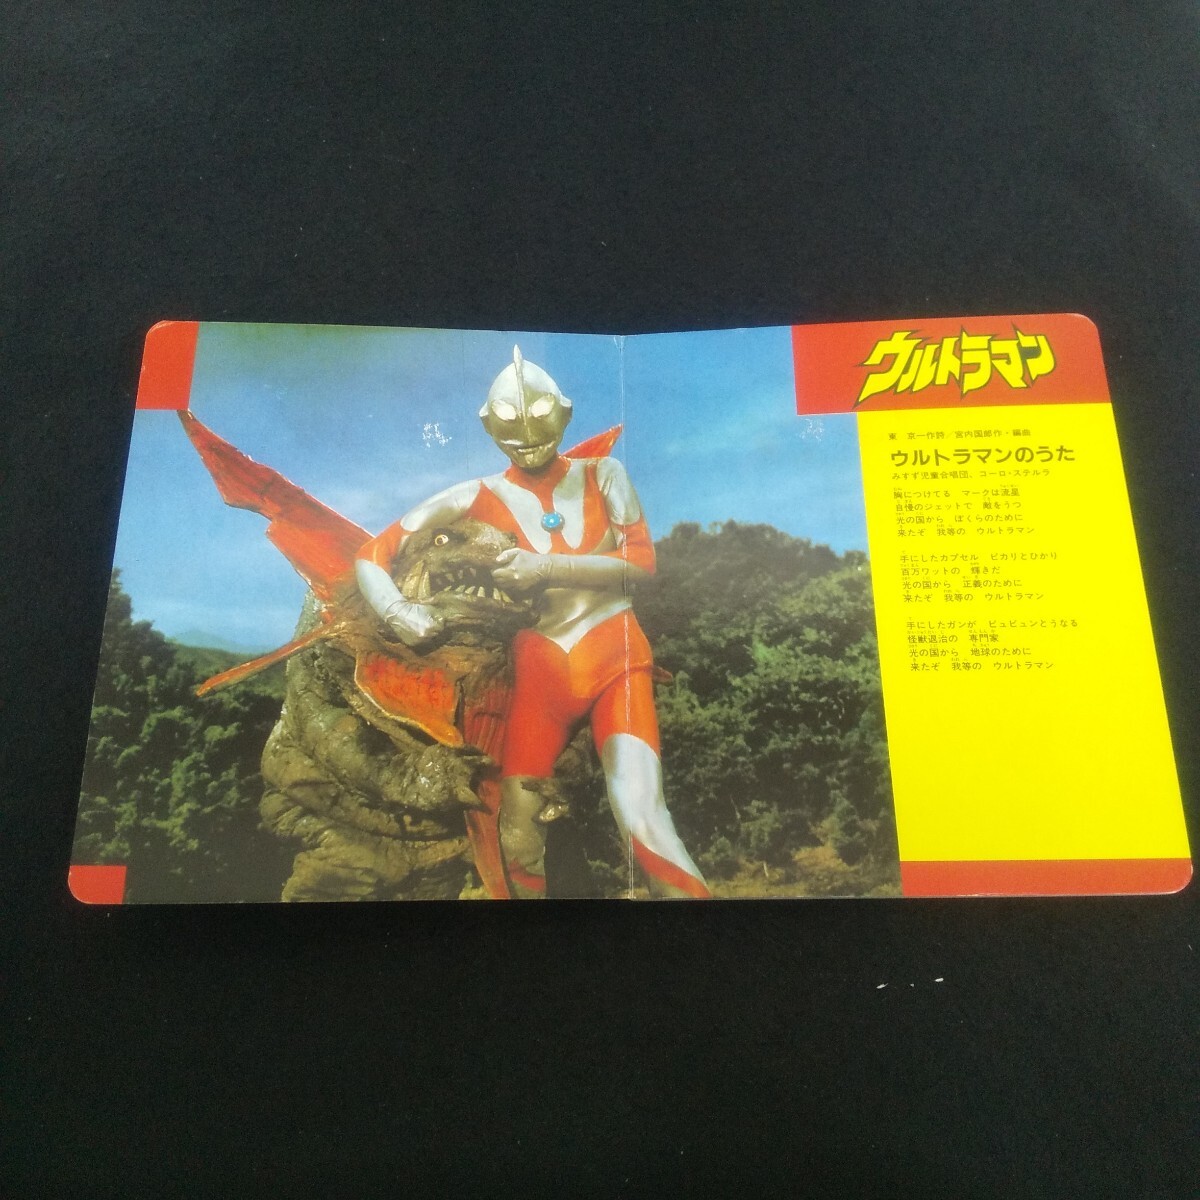 ウルトラマン
東 京一作詩／宮内国郎作・編曲
ウルトラマンのうた
みすず児童合唱団、コーロ・ステルラ
胸につけてる マークは流星
自慢のジェットで 敵をうつ
光の国から ぼくらのために
来たぞ 我等の ウルトラマン
手にしたカプセル ピカリとひかり
百万ワットの 輝きだ
光の国から 正義のために
来たぞ 我等の ウルトラマン
手にしたガンが ビュビュンとうなる
怪獣退治の 専門家
光の国から 地球のために
来たぞ 我等の ウルトラマン